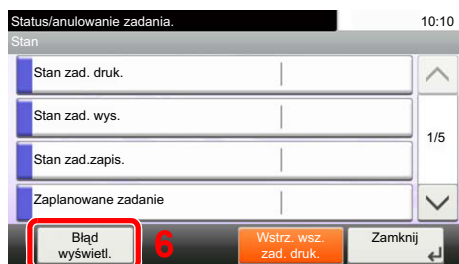 Status/anulowanie zadania. 10:10
Stan
Stan zad. druk.
Stan zad. wys.
1/5
Stan zad.zapis.
Zaplanowane zadanie
Błąd
wyświetl.
6
Wstrz. wsz.
zad. druk.
Zamknij